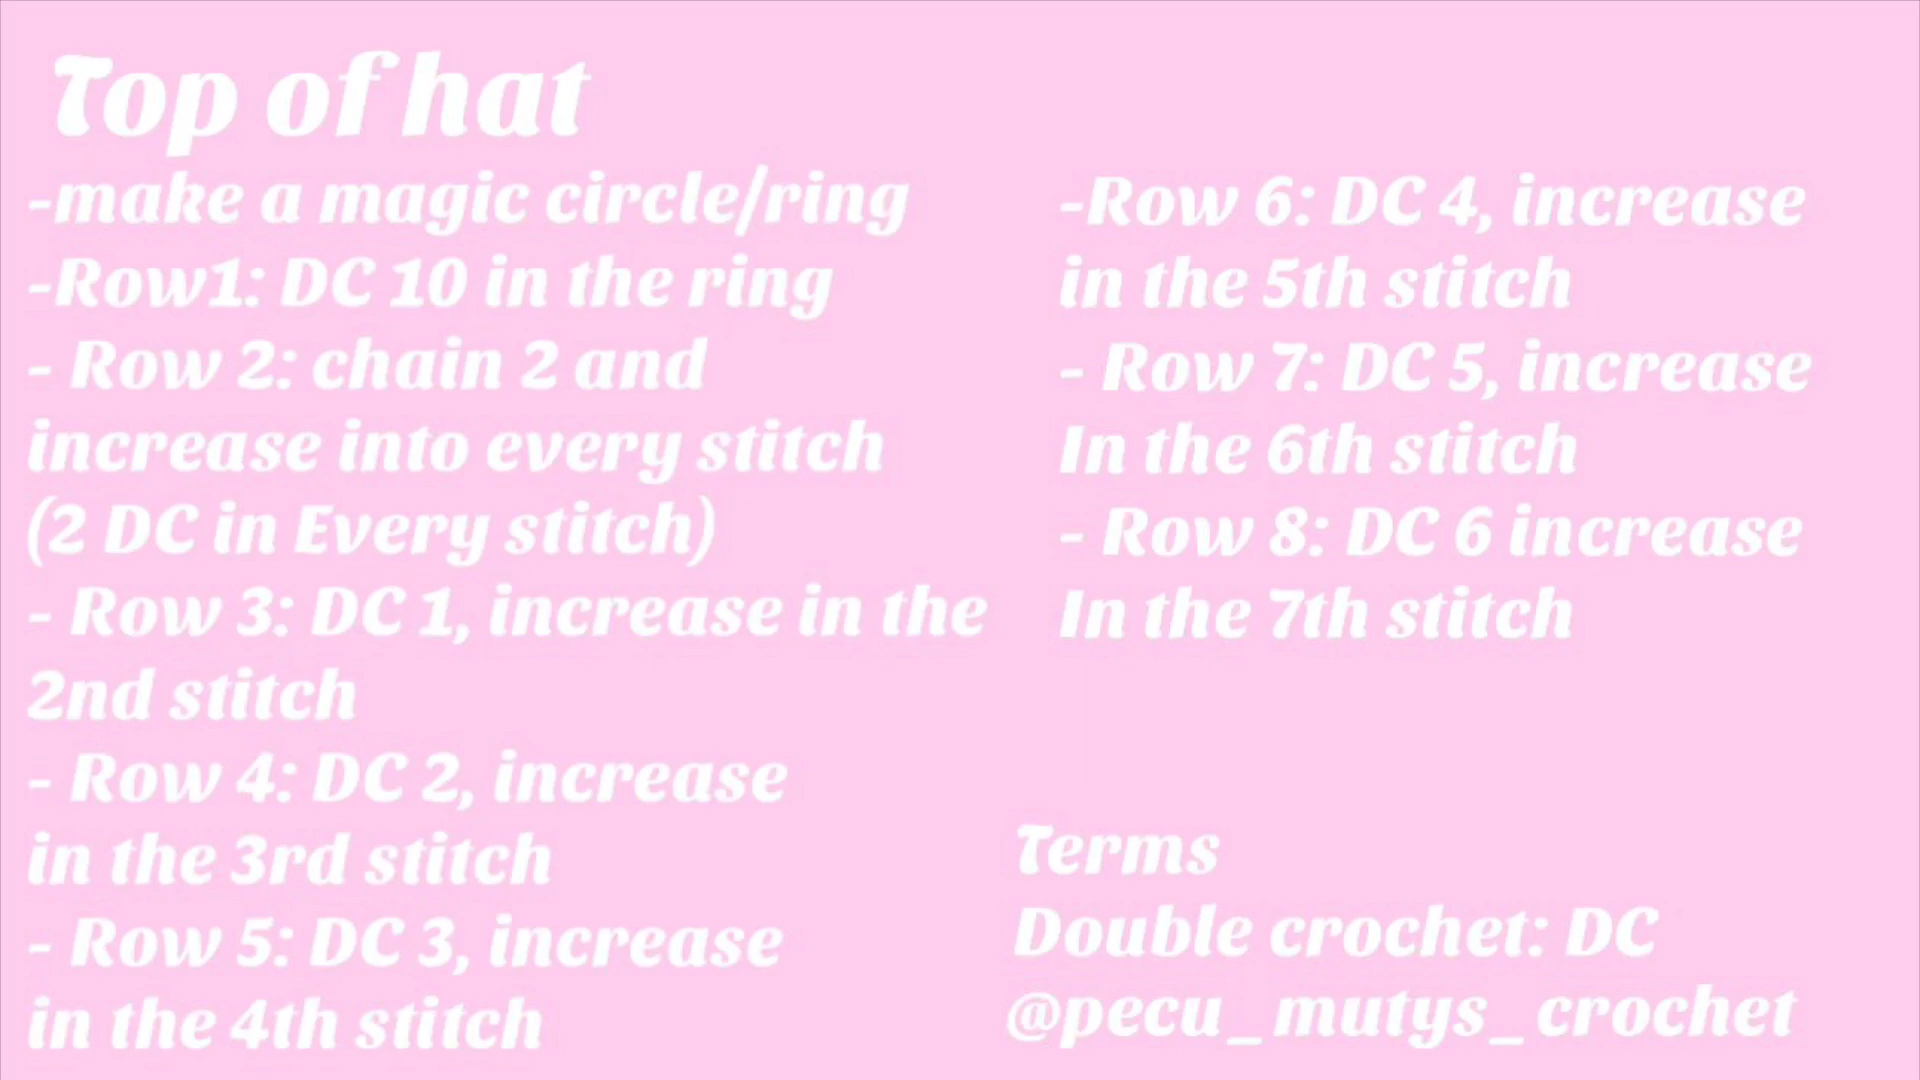 Top of hat
-make a magic circle/ring
-Row1: DC 10 in the ring
- Row 2: chain 2 and
increase into every stitch
(2 DC in Every stitch)
- Row 3: DC 1, increase in the
2nd stitch
- Row 4: DC 2, increase
in the 3rd stitch
- Row 5: DC 3, increase
in the 4th stitch
-Row 6: DC 4, increase
in the 5th stitch
- Row 7: DC 5, increase
In the 6th stitch
- Row 8: DC 6 increase
In the 7th stitch
Terms
Double crochet: DC
@pecu_mutys_crochet